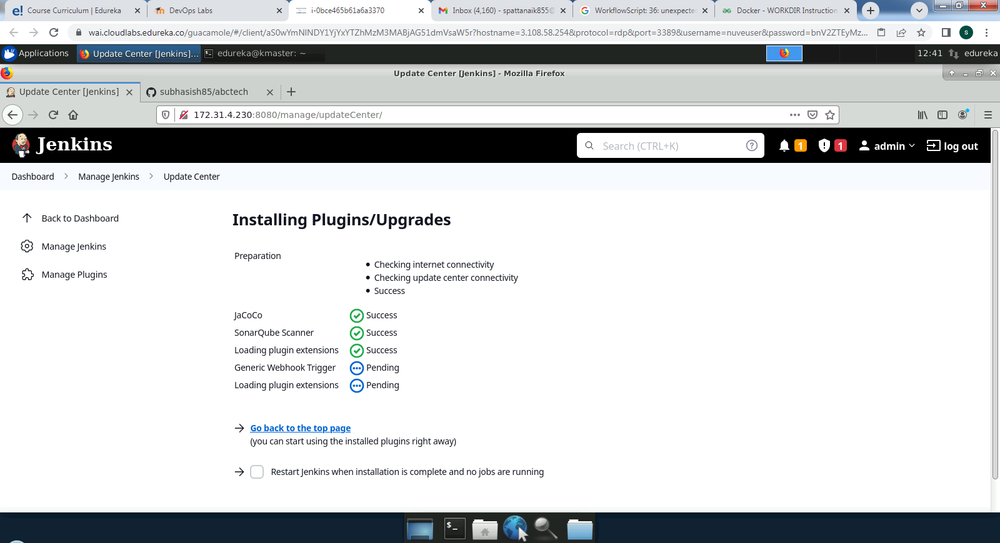 Course Curriculum | Edureka
DevOps Labs
i-0bce465b61a6a3370
Inbox (4,160) - spattanaik855@
WorkflowScript: 36: unexpecte
Docker - WORKDIR Instruction
wai.cloudlabs.edureka.co/guacamole/#/client/aS0wYmNlNDY1YjYxYTZhMzM3MABjAG51dmVsaW5r?hostname=3.108.58.254&protocol=rdp&port=3389&username=nuveuser&password=bnV2ZTEyMz...
S
Applications
Update Center [Jenkins]...
edureka@kmaster: ~
12:41
edureka
Update Center [Jenkins] - Mozilla Firefox
Update Center [Jenkins]
subhasish85/abctech
172.31.4.230:8080/manage/updateCenter/
Jenkins
Search (CTRL+K)
1
1
admin
log out
Dashboard
Manage Jenkins
Update Center
Back to Dashboard
Manage Jenkins
Manage Plugins
Installing Plugins/Upgrades
Preparation
Checking internet connectivity
Checking update center connectivity
Success
JaCoCo Success
SonarQube Scanner Success
Loading plugin extensions Success
Generic Webhook Trigger Pending
Loading plugin extensions Pending
Go back to the top page
(you can start using the installed plugins right away)
Restart Jenkins when installation is complete and no jobs are running